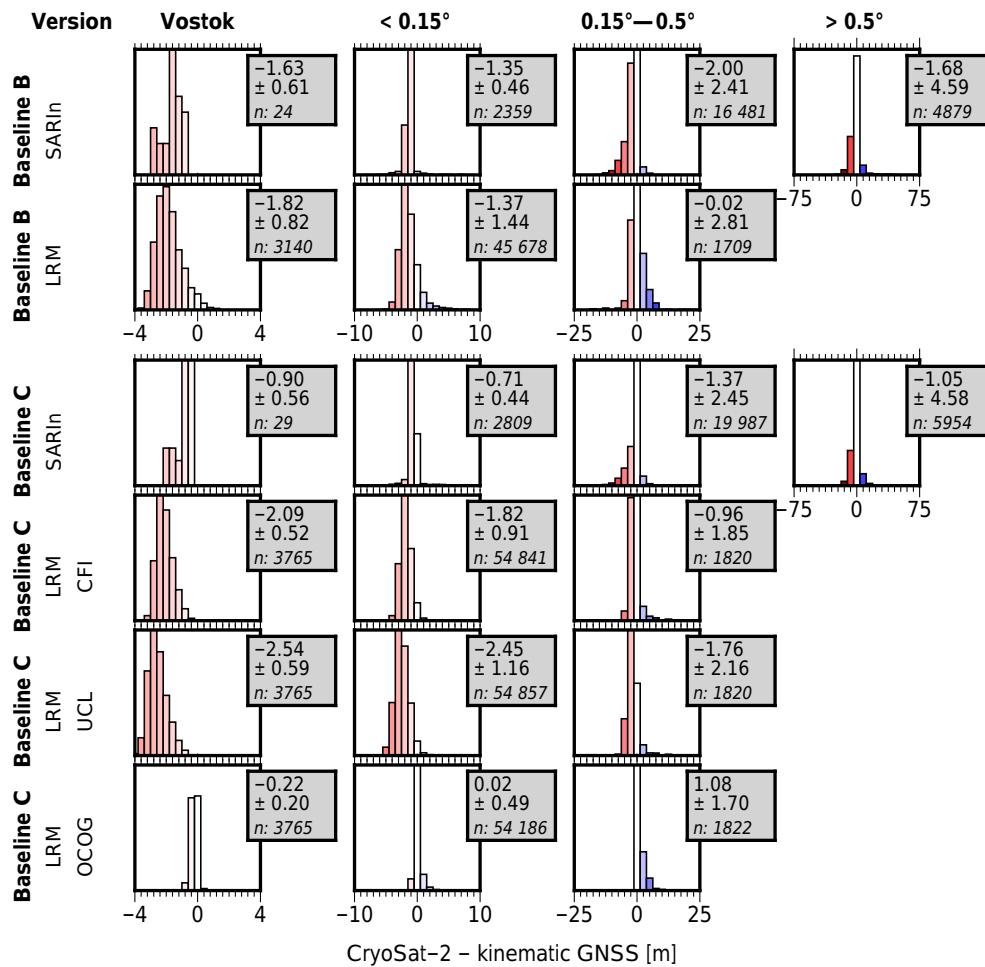 Version Vostok < 0.15° 0.15°—0.5° > 0.5°
Baseline B
SARIn
−1.63
± 0.61
n: 24
−1.35
± 0.46
n: 2359
−2.00
± 2.41
n: 16 481
−1.68
± 4.59
n: 4879
−75 0 75
Baseline B
LRM
−1.82
± 0.82
n: 3140
−1.37
± 1.44
n: 45 678
−0.02
± 2.81
n: 1709
−4 0 4
−10 0 10
−25 0 25
Baseline C
SARIn
−0.90
± 0.56
n: 29
−0.71
± 0.44
n: 2809
−1.37
± 2.45
n: 19 987
−1.05
± 4.58
n: 5954
−75 0 75
Baseline C
LRM
CFI
−2.09
± 0.52
n: 3765
−1.82
± 0.91
n: 54 841
−0.96
± 1.85
n: 1820
Baseline C
LRM
UCL
−2.54
± 0.59
n: 3765
−2.45
± 1.16
n: 54 857
−1.76
± 2.16
n: 1820
Baseline C
LRM
OCOG
−0.22
± 0.20
n: 3765
0.02
± 0.49
n: 54 186
1.08
± 1.70
n: 1822
−4 0 4
−10 0 10
−25 0 25
CryoSat−2 − kinematic GNSS [m]